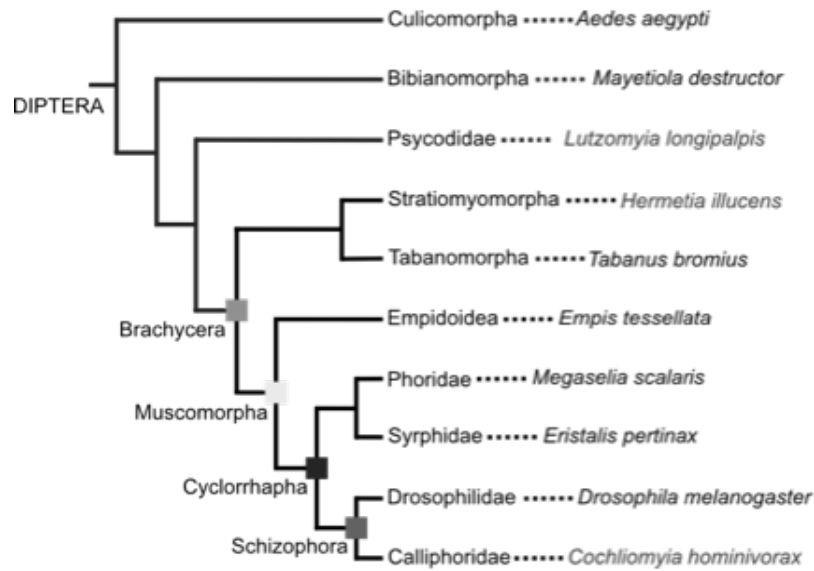 Culicomorpha ······ Aedes aegypti
Bibianomorpha ······ Mayetiola destructor
DIPTERA
Psycodidae ······ Lutzomyia longipalpis
Stratiomyomorpha ······ Hermetia illucens
Tabanomorpha ······ Tabanus bromius
Empidoidea ······ Empis tessellata
Brachycera
Phoridae ······ Megaselia scalaris
Muscomorpha
Syrphidae ······ Eristalis pertinax
Cyclorrhapha
Drosophilidae ······ Drosophila melanogaster
Schizophora
Calliphoridae ······ Cochliomyia hominivorax